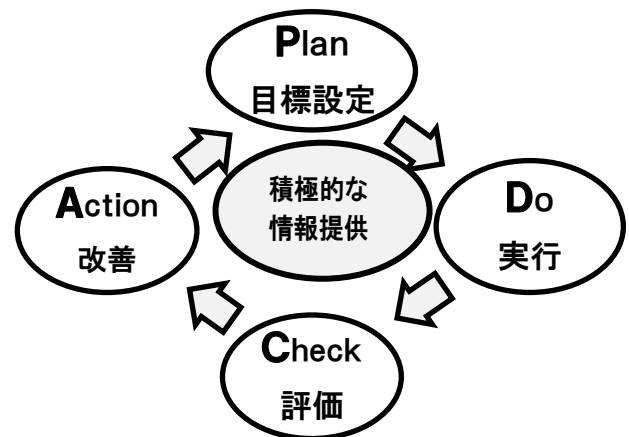 Plan
目標設定
積極的な
情報提供
Do
実行
Check
評価
Action
改善